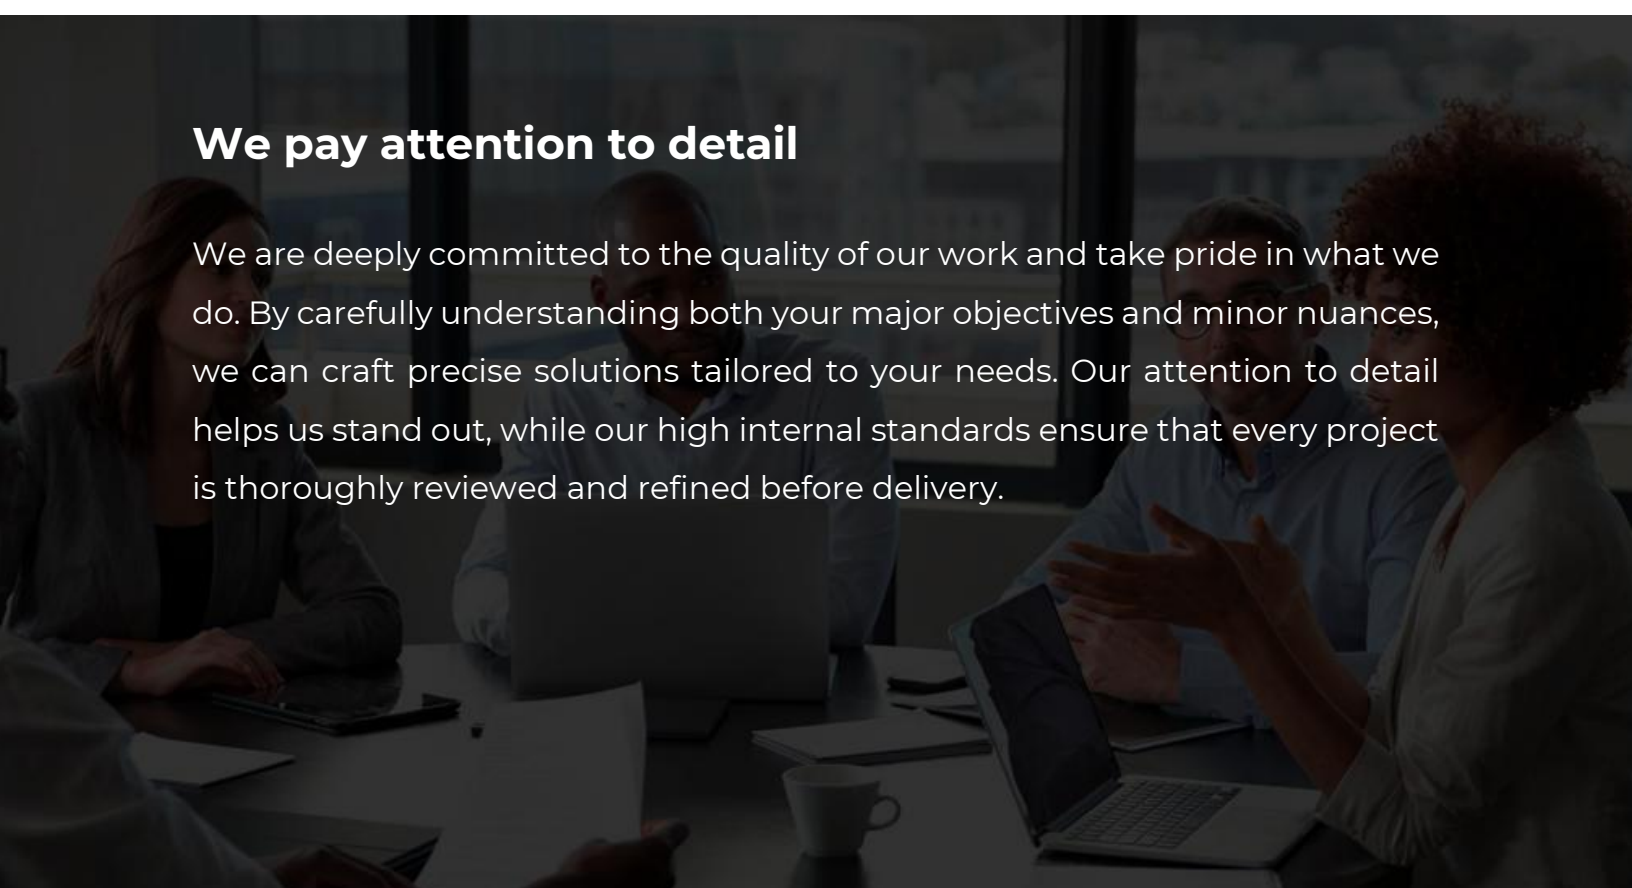 We pay attention to detail
We are deeply committed to the quality of our work and take pride in what we
do. By carefully understanding both your major objectives and minor nuances,
we can craft precise solutions tailored to your needs. Our attention to detail
helps us stand out, while our high internal standards ensure that every project
is thoroughly reviewed and refined before delivery.